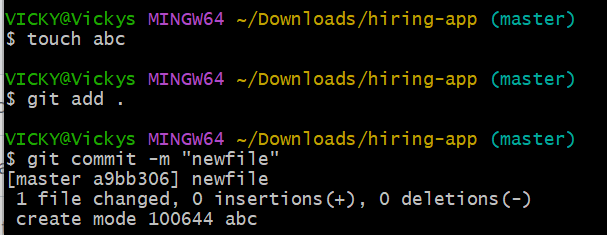 VICKY@Vickys MINGW64 ~/Downloads/hiring-app (master)
$ touch abc
VICKY@Vickys MINGW64 ~/Downloads/hiring-app (master)
$ git add .
VICKY@Vickys MINGW64 ~/Downloads/hiring-app (master)
$ git commit -m "newfile"
[master a9bb306] newfile
 1 file changed, 0 insertions(+), 0 deletions(-)
 create mode 100644 abc